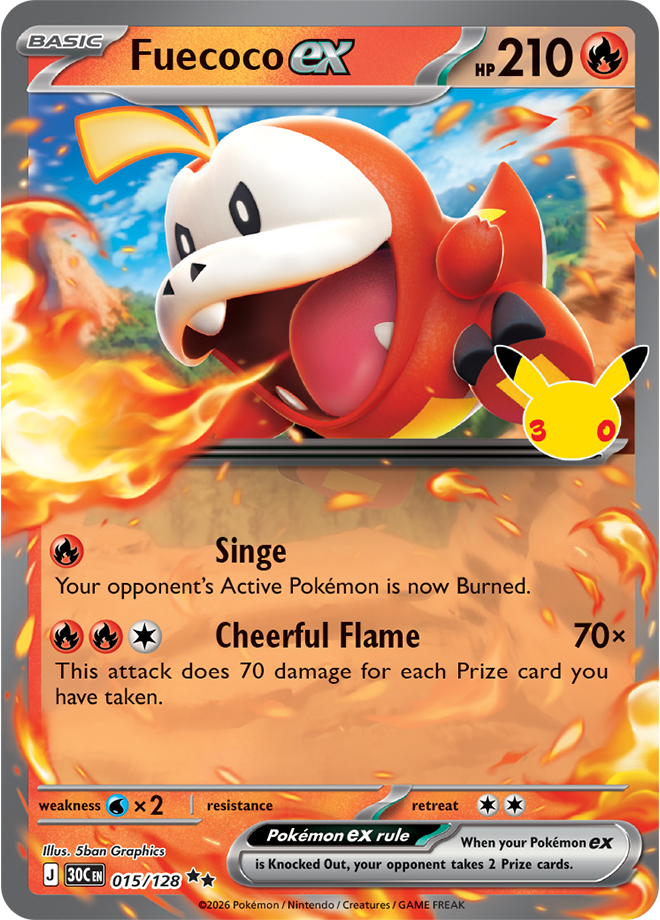 BASIC
Fuecoco ex
HP 210
30
Singe
Your opponent's Active Pokémon is now Burned.
Cheerful Flame 70×
This attack does 70 damage for each Prize card you
have taken.
weakness ×2 resistance retreat
Illus. 5ban Graphics
Pokémon ex rule
When your Pokémon ex
is Knocked Out, your opponent takes 2 Prize cards.
J 30C EN 015/128 ★★
©2026 Pokémon / Nintendo / Creatures / GAME FREAK